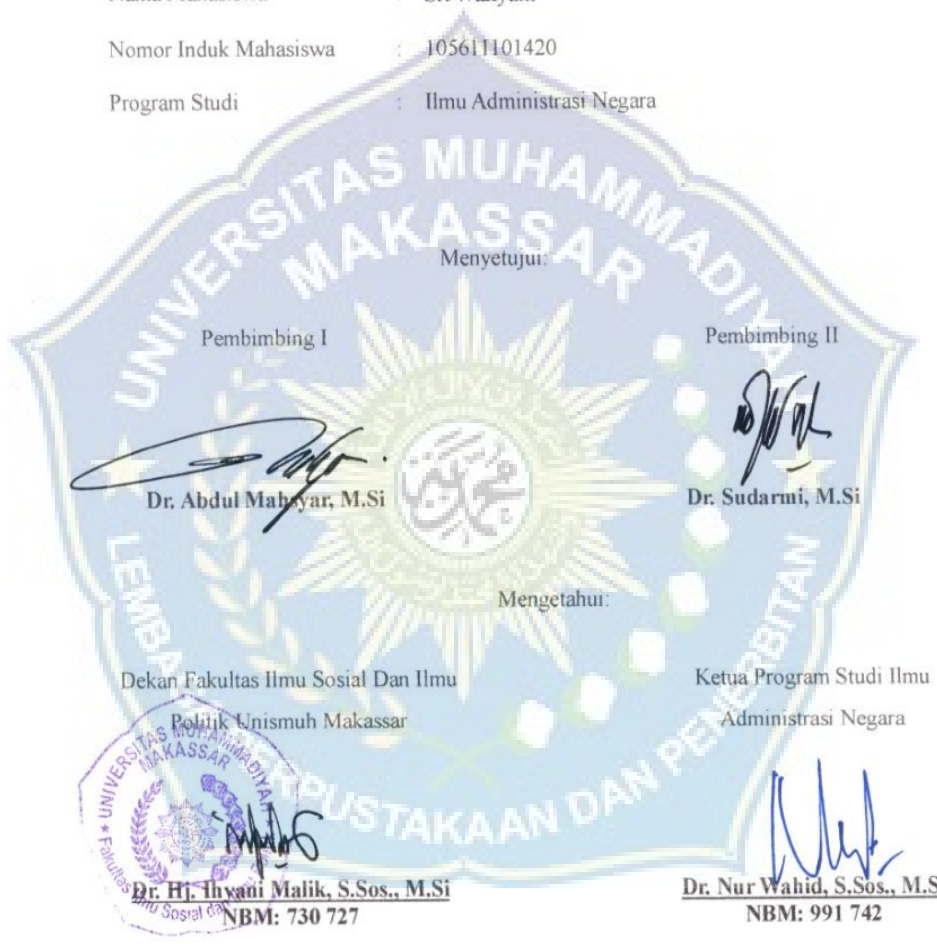 Nomor Induk Mahasiswa : 105611101420
Program Studi : Ilmu Administrasi Negara
UNIVERSITAS MUHAMMADIYAH
MAKASSAR
Menyetujui:
Pembimbing I Pembimbing II
Dr. Abdul Mahsyar, M.Si Dr. Sudarmi, M.Si
Mengetahui:
Dekan Fakultas Ilmu Sosial Dan Ilmu Ketua Program Studi Ilmu
Politik Unismuh Makassar Administrasi Negara
LEMBAGA PERPUSTAKAAN DAN PENERBITAN
UNIVERSITAS MUHAMMADIYAH
MAKASSAR
Dr. Hj. Ihyani Malik, S.Sos., M.Si Dr. Nur Wahid, S.Sos., M.S
NBM: 730 727 NBM: 991 742